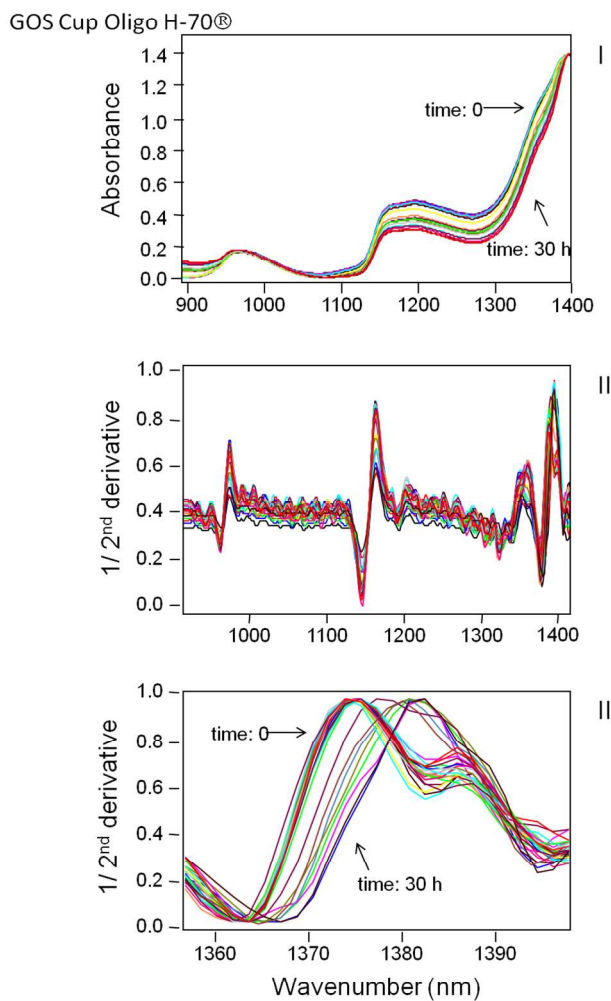 GOS Cup Oligo H-70®
I
Absorbance
1.4
1.2
1.0
0.8
0.6
0.4
0.2
0.0
time: 0
time: 30 h
900 1000 1100 1200 1300 1400
II
1/ 2nd derivative
1.0
0.8
0.6
0.4
0.2
0.0
1000 1100 1200 1300 1400
II
1/ 2nd derivative
1.0
0.8
0.6
0.4
0.2
0.0
time: 0
time: 30 h
1360 1370 1380 1390
Wavenumber (nm)